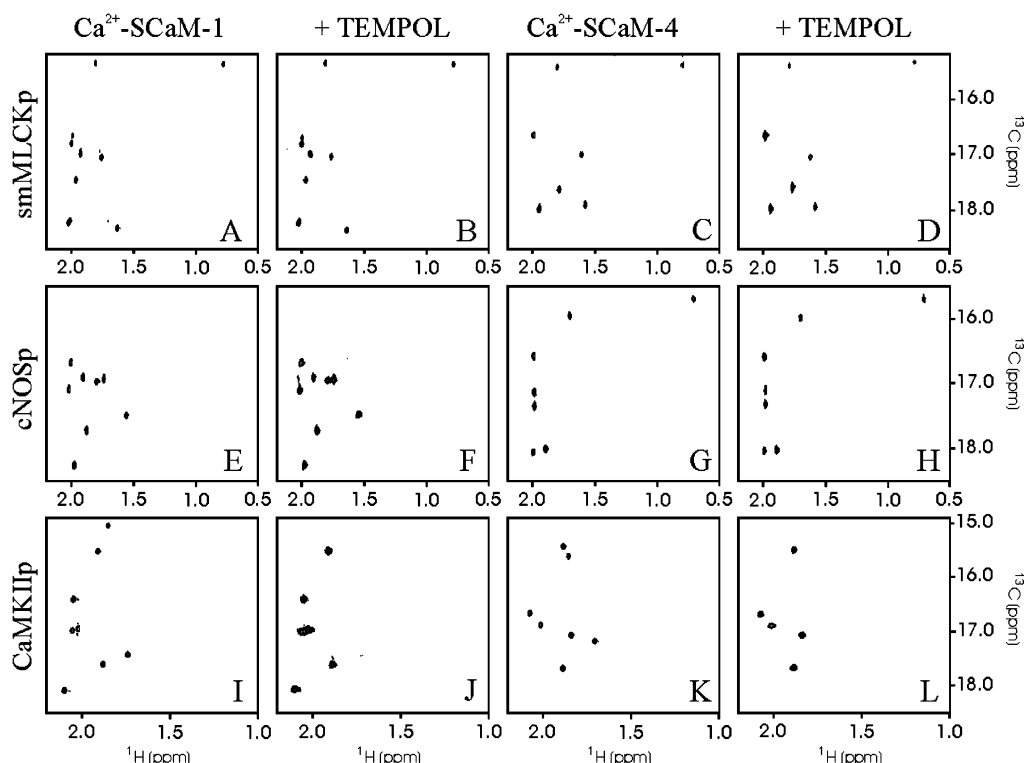 Ca²⁺-SCaM-1 + TEMPOL Ca²⁺-SCaM-4 + TEMPOL
smMLCKp
A B C D
16.0
17.0
18.0
¹³C (ppm)
2.0 1.5 1.0 0.5 2.0 1.5 1.0 0.5 2.0 1.5 1.0 0.5 2.0 1.5 1.0 0.5
cNOSp
E F G H
16.0
17.0
18.0
¹³C (ppm)
2.0 1.5 1.0 0.5 2.0 1.5 1.0 0.5 2.0 1.5 1.0 0.5 2.0 1.5 1.0 0.5
CaMKIIp
I J K L
15.0
16.0
17.0
18.0
¹³C (ppm)
2.0 1.5 1.0 2.0 1.5 1.0 2.0 1.5 1.0 2.0 1.5 1.0
¹H (ppm) ¹H (ppm) ¹H (ppm) ¹H (ppm)